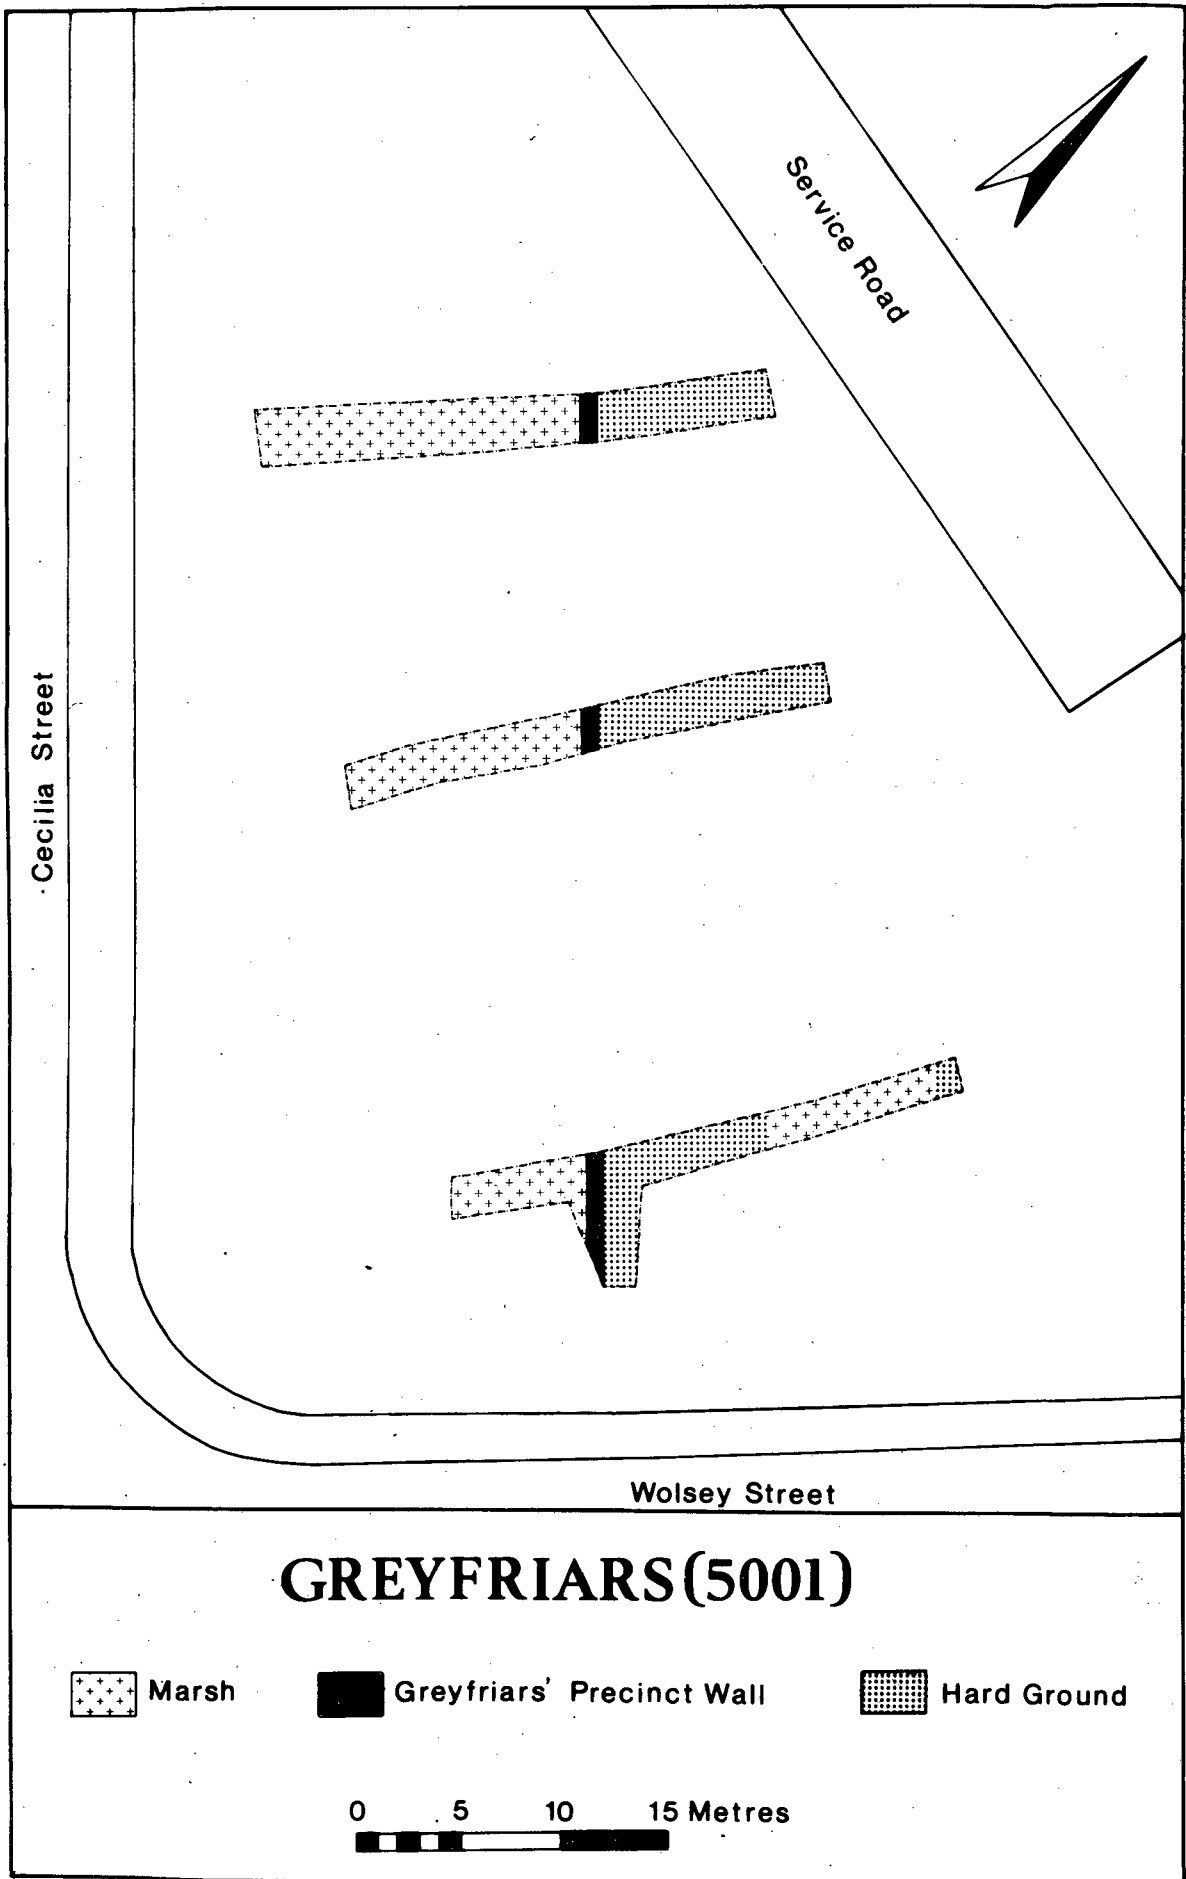 Service Road
Cecilia Street
Wolsey Street
GREYFRIARS (5001)
Marsh
Greyfriars' Precinct Wall
Hard Ground
0 5 10 15 Metres